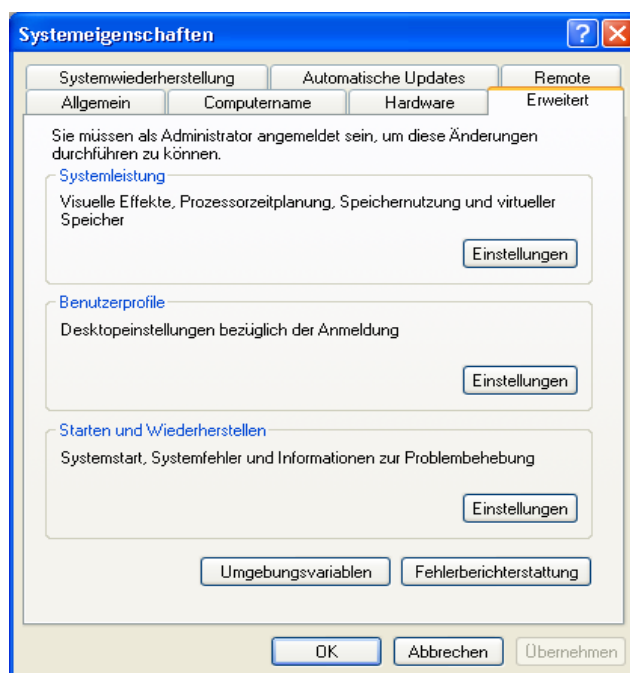 Systemeigenschaften
Systemwiederherstellung Automatische Updates Remote
Allgemein Computername Hardware Erweitert
Sie müssen als Administrator angemeldet sein, um diese Änderungen
durchführen zu können.
Systemleistung
Visuelle Effekte, Prozessorzeitplanung, Speichernutzung und virtueller
Speicher
Einstellungen
Benutzerprofile
Desktopeinstellungen bezüglich der Anmeldung
Einstellungen
Starten und Wiederherstellen
Systemstart, Systemfehler und Informationen zur Problembehebung
Einstellungen
Umgebungsvariablen Fehlerberichterstattung
OK Abbrechen Übernehmen